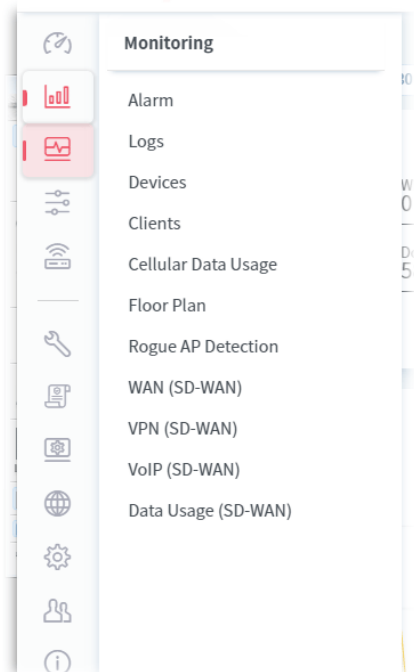 Monitoring
Alarm
Logs
Devices
Clients
Cellular Data Usage
Floor Plan
Rogue AP Detection
WAN (SD-WAN)
VPN (SD-WAN)
VoIP (SD-WAN)
Data Usage (SD-WAN)